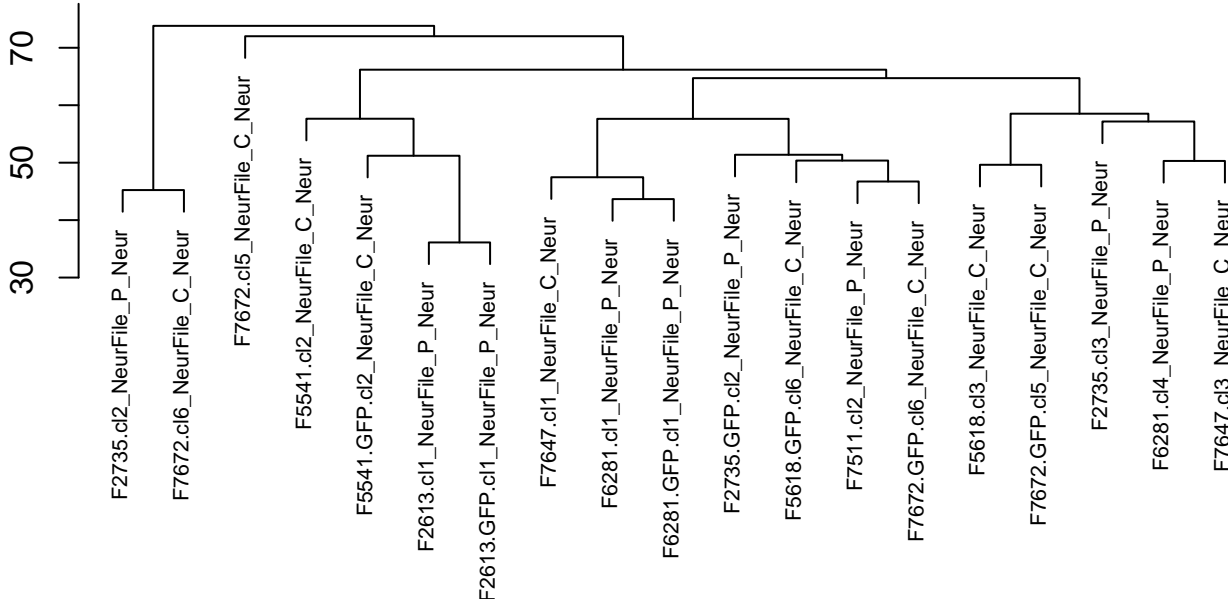 70
50
30
F2735.cl2_NeurFile_P_Neur
F7672.cl6_NeurFile_C_Neur
F7672.cl5_NeurFile_C_Neur
F5541.cl2_NeurFile_C_Neur
F5541.GFP.cl2_NeurFile_C_Neur
F2613.cl1_NeurFile_P_Neur
F2613.GFP.cl1_NeurFile_P_Neur
F7647.cl1_NeurFile_C_Neur
F6281.cl1_NeurFile_P_Neur
F6281.GFP.cl1_NeurFile_P_Neur
F2735.GFP.cl2_NeurFile_P_Neur
F5618.GFP.cl6_NeurFile_C_Neur
F7511.cl2_NeurFile_P_Neur
F7672.GFP.cl6_NeurFile_C_Neur
F5618.cl3_NeurFile_C_Neur
F7672.GFP.cl5_NeurFile_C_Neur
F2735.cl3_NeurFile_P_Neur
F6281.cl4_NeurFile_P_Neur
F7647.cl3_NeurFile_C_Neur